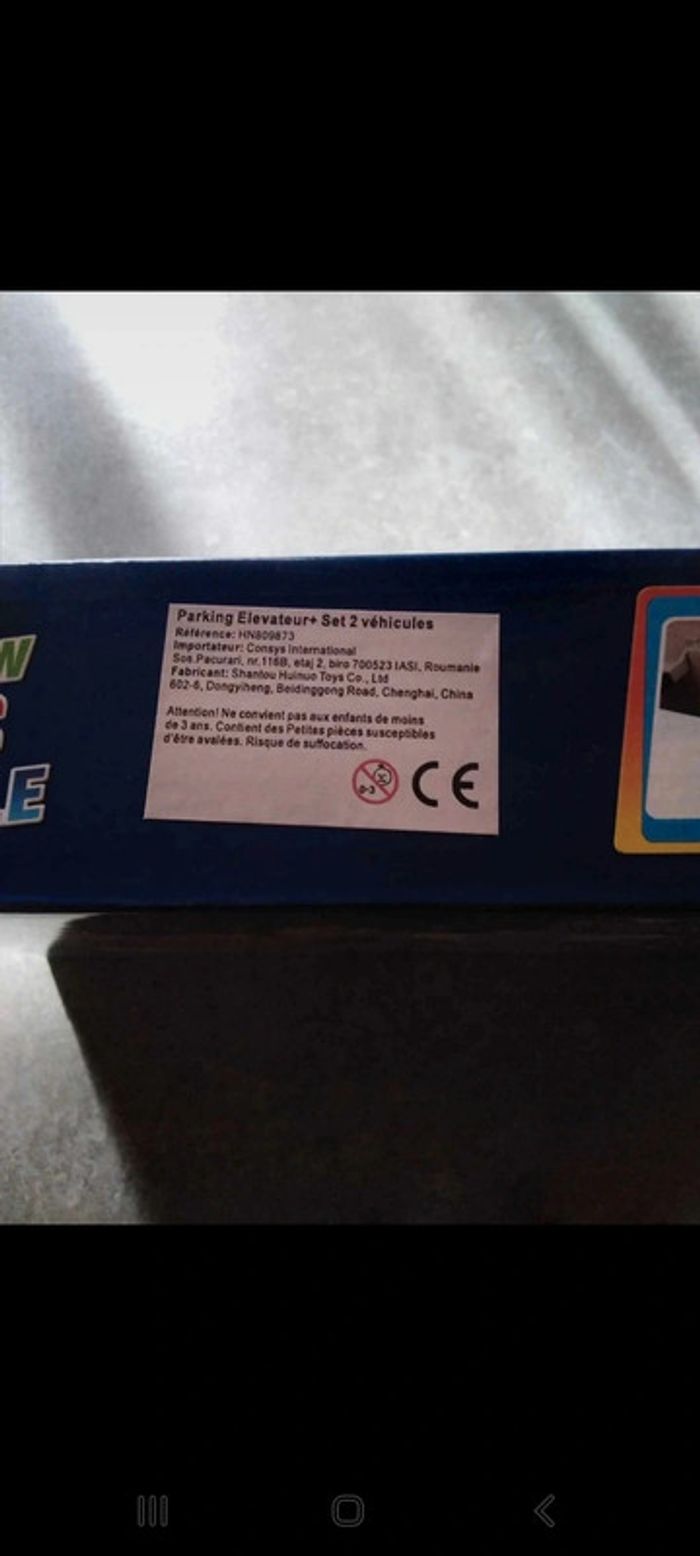 Parking Elevateur+ Set 2 véhicules
Référence: HN809873
Importateur: Consys International
Sos.Pacurari, nr.116B, etaj 2, biro 700523 IASI, Roumanie
Fabricant: Shantou Huinuo Toys Co., Ltd
602-6, Dongyiheng, Beidinggong Road, Chenghai, China
Attention! Ne convient pas aux enfants de moins
de 3 ans. Contient des Petites pièces susceptibles
d'être avalées. Risque de suffocation.
0-3 CE
W
S
LE